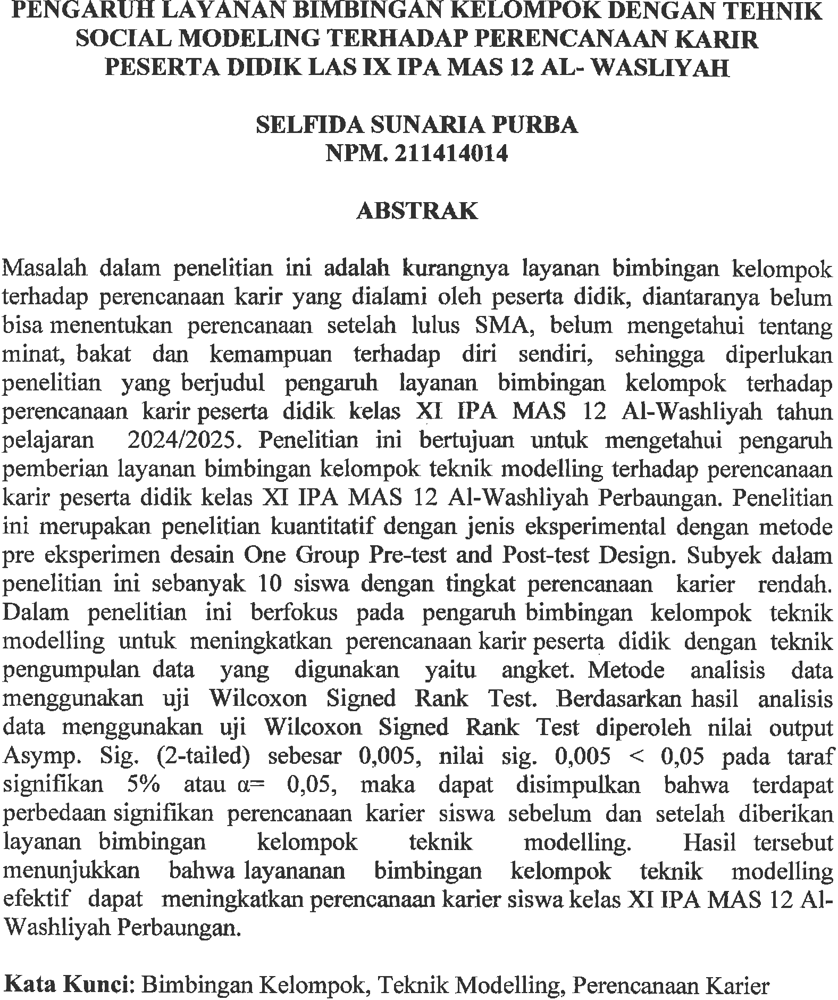 PENGARUH LAYANAN BIMBINGAN KELOMPOK DENGAN TEHNIK
SOCIAL MODELING TERHADAP PERENCANAAN KARIR
PESERTA DIDIK LAS IX IPA MAS 12 AL- WASLIYAH
SELFIDA SUNARIA PURBA
NPM. 211414014
ABSTRAK
Masalah dalam penelitian ini adalah kurangnya layanan bimbingan kelompok
terhadap perencanaan karir yang dialami oleh peserta didik, diantaranya belum
bisa menentukan perencanaan setelah lulus SMA, belum mengetahui tentang
minat, bakat dan kemampuan terhadap diri sendiri, sehingga diperlukan
penelitian yang berjudul pengaruh layanan bimbingan kelompok terhadap
perencanaan karir peserta didik kelas XI IPA MAS 12 Al-Washliyah tahun
pelajaran 2024/2025. Penelitian ini bertujuan untuk mengetahui pengaruh
pemberian layanan bimbingan kelompok teknik modelling terhadap perencanaan
karir peserta didik kelas XI IPA MAS 12 Al-Washliyah Perbaungan. Penelitian
ini merupakan penelitian kuantitatif dengan jenis eksperimental dengan metode
pre eksperimen desain One Group Pre-test and Post-test Design. Subyek dalam
penelitian ini sebanyak 10 siswa dengan tingkat perencanaan karier rendah.
Dalam penelitian ini berfokus pada pengaruh bimbingan kelompok teknik
modelling untuk meningkatkan perencanaan karir peserta didik dengan teknik
pengumpulan data yang digunakan yaitu angket. Metode analisis data
menggunakan uji Wilcoxon Signed Rank Test. Berdasarkan hasil analisis
data menggunakan uji Wilcoxon Signed Rank Test diperoleh nilai output
Asymp. Sig. (2-tailed) sebesar 0,005, nilai sig. 0,005 < 0,05 pada taraf
signifikan 5% atau α= 0,05, maka dapat disimpulkan bahwa terdapat
perbedaan signifikan perencanaan karier siswa sebelum dan setelah diberikan
layanan bimbingan kelompok teknik modelling. Hasil tersebut
menunjukkan bahwa layananan bimbingan kelompok teknik modelling
efektif dapat meningkatkan perencanaan karier siswa kelas XI IPA MAS 12 Al-
Washliyah Perbaungan.
Kata Kunci: Bimbingan Kelompok, Teknik Modelling, Perencanaan Karier